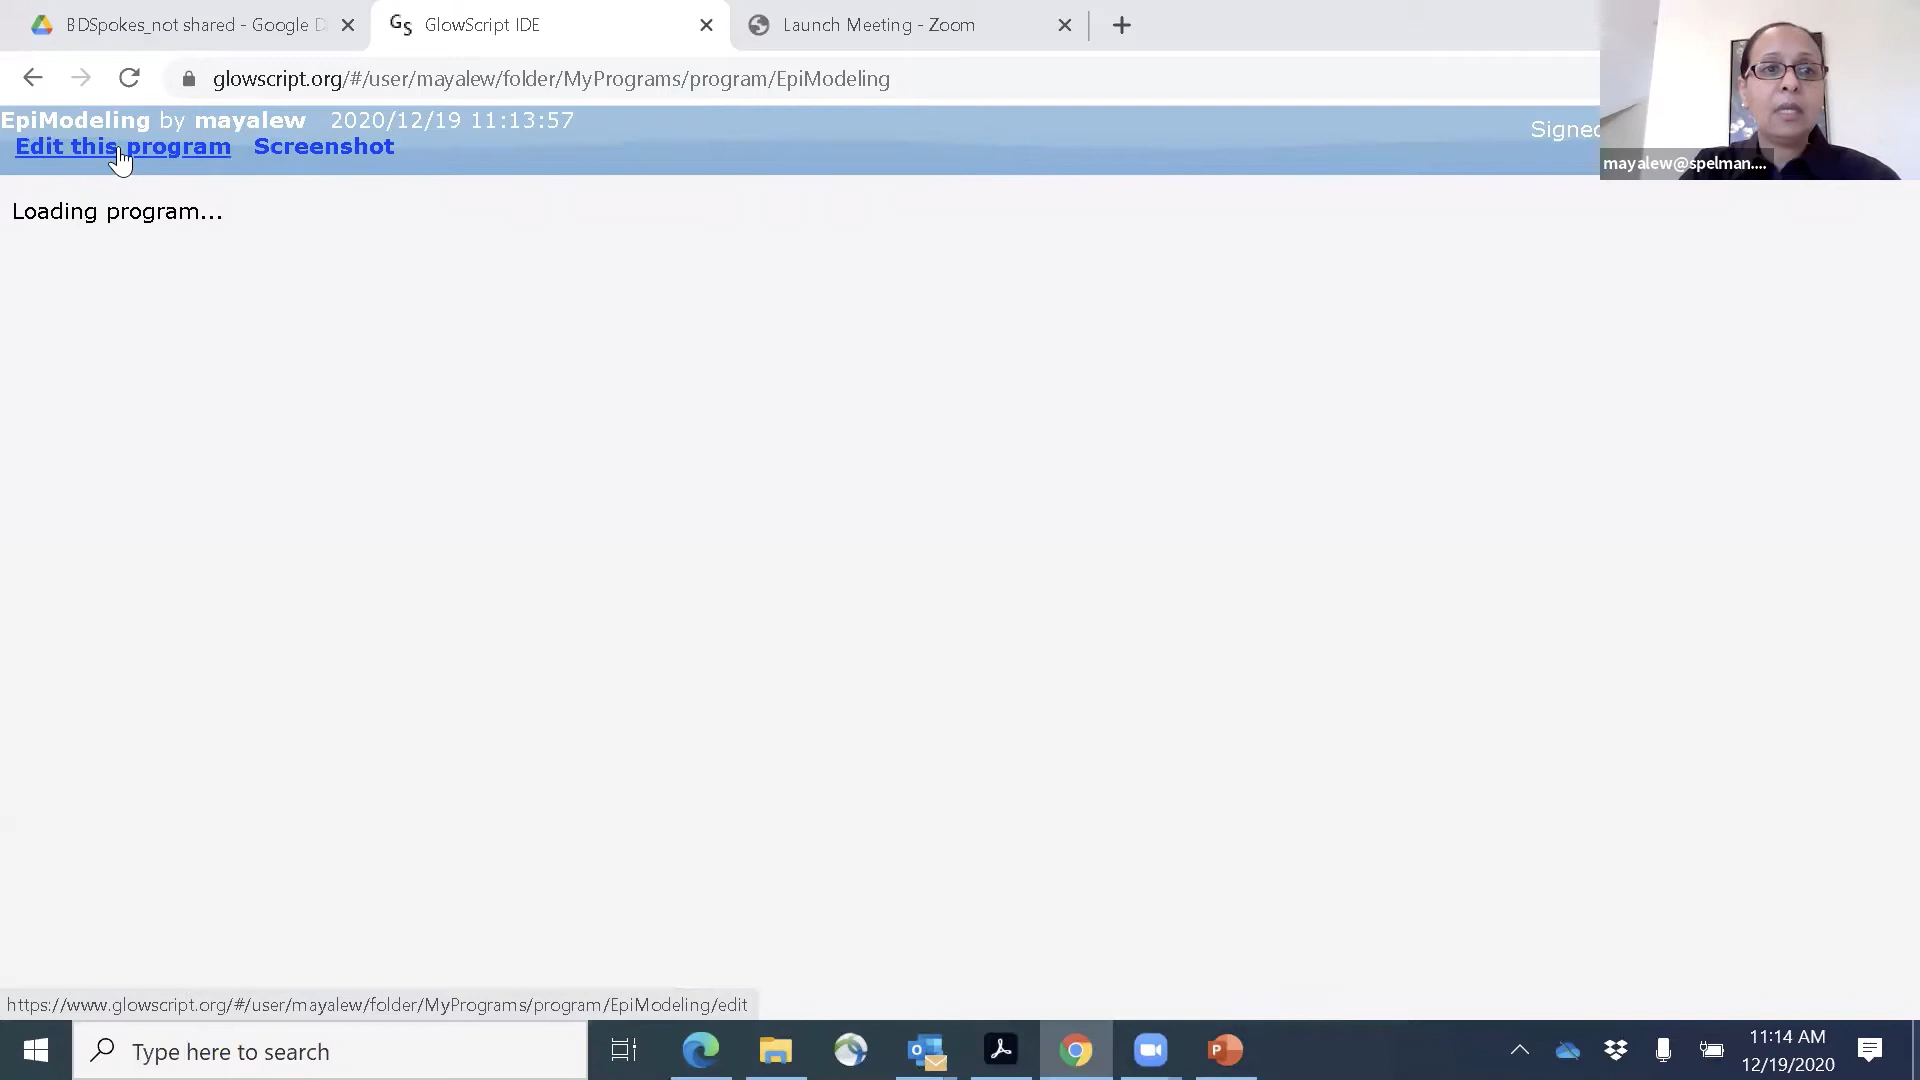 BDSpokes_not shared - Google D
GlowScript IDE
Launch Meeting - Zoom
glowscript.org/#/user/mayalew/folder/MyPrograms/program/EpiModeling
EpiModeling by mayalew 2020/12/19 11:13:57
Signed
Edit this program Screenshot
mayalew@spelman....
Loading program...
https://www.glowscript.org/#/user/mayalew/folder/MyPrograms/program/EpiModeling/edit
Type here to search
11:14 AM
12/19/2020